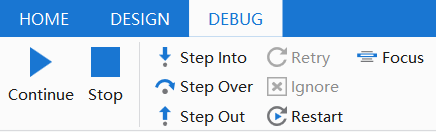 HOME DESIGN DEBUG
Step Into Retry Focus
Step Over Ignore
Continue Stop Step Out Restart